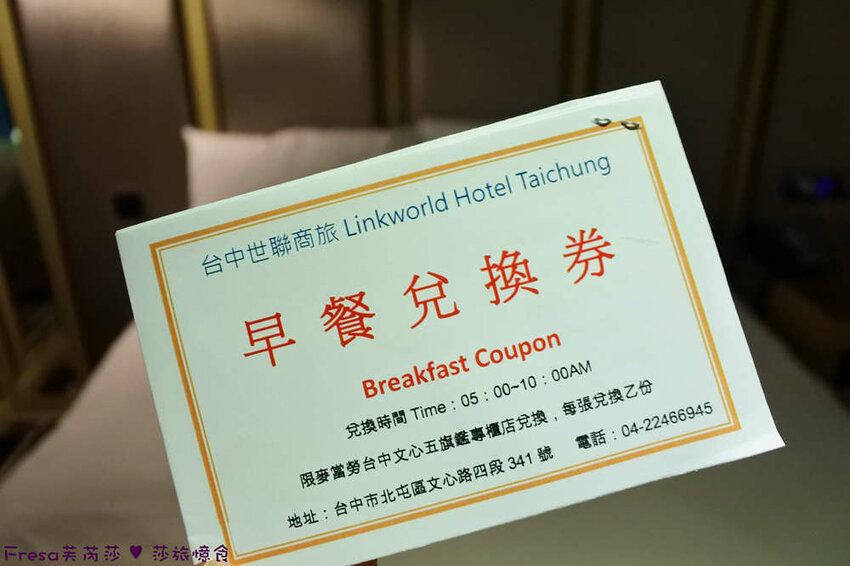 台中世聯商旅 Linkworld Hotel Taichung
早餐兌換券
Breakfast Coupon
兌換時間 Time：05：00~10：00AM
限麥當勞台中文心五旗鑑專櫃店兌換，每張兌換乙份
地址：台中市北屯區文心路四段 341 號 電話：04-22466945
Fresa芙芮莎 ♥ 莎旅憶食